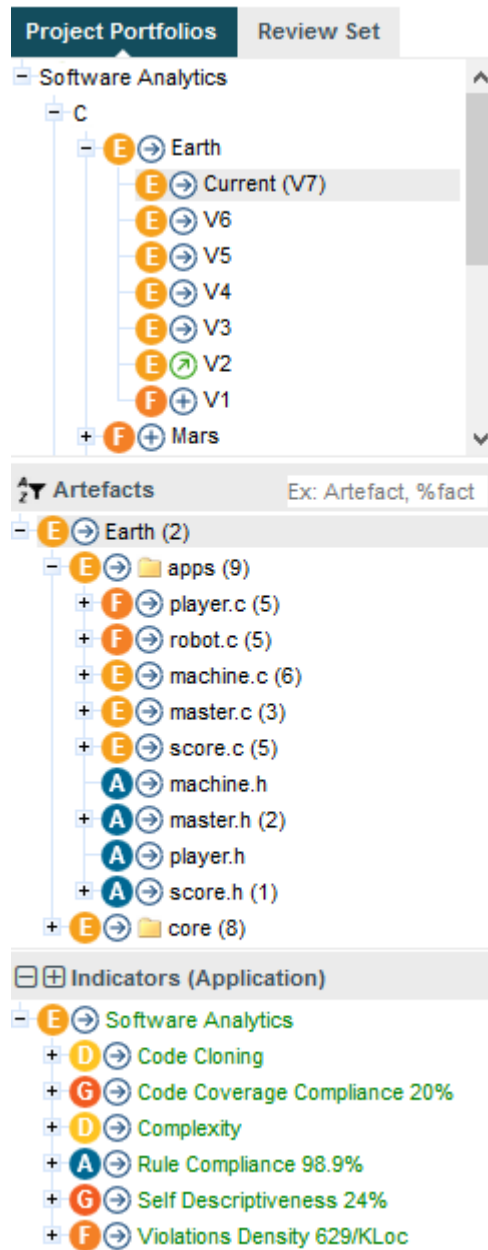 Project Portfolios Review Set
Software Analytics
C
E Earth
E Current (V7)
E V6
E V5
E V4
E V3
E V2
F V1
F Mars
A Z Artefacts Ex: Artefact, %fact
E Earth (2)
E apps (9)
F player.c (5)
F robot.c (5)
E machine.c (6)
E master.c (3)
E score.c (5)
A machine.h
A master.h (2)
A player.h
A score.h (1)
E core (8)
Indicators (Application)
E Software Analytics
D Code Cloning
G Code Coverage Compliance 20%
D Complexity
A Rule Compliance 98.9%
G Self Descriptiveness 24%
F Violations Density 629/KLoc